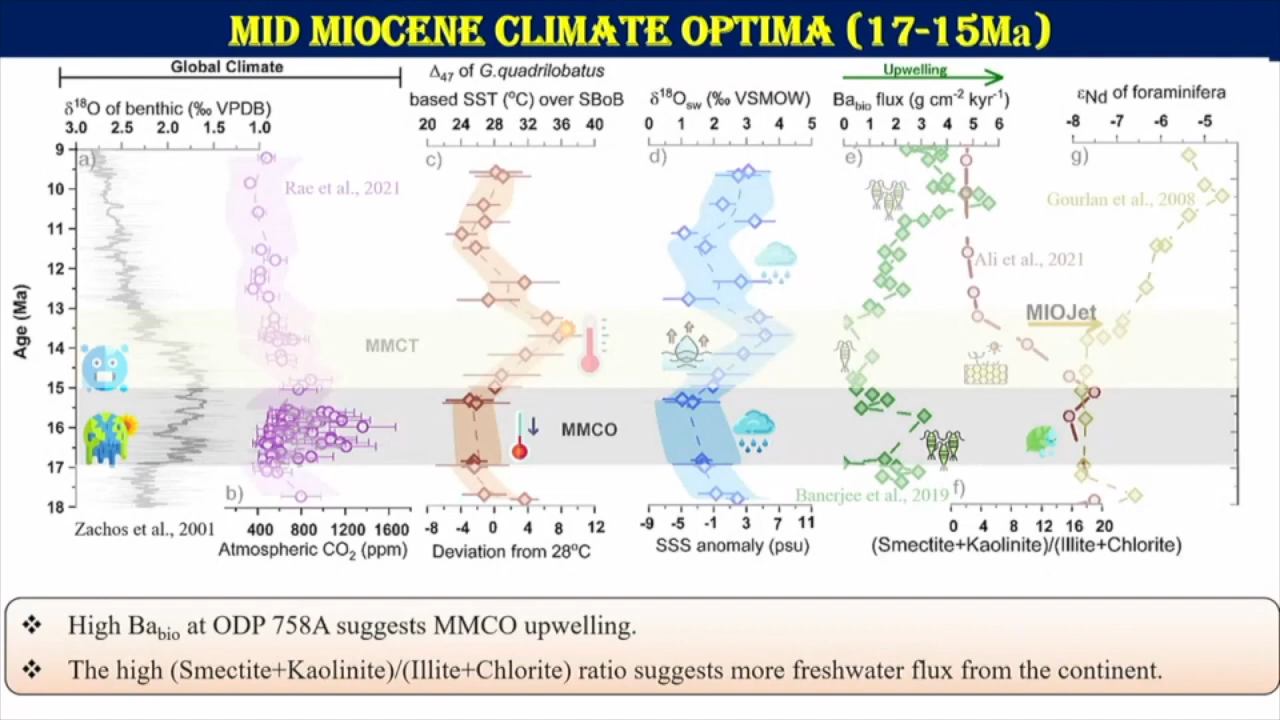 MID MIOCENE CLIMATE OPTIMA (17-15Ma)
Global Climate
δ¹⁸O of benthic (‰ VPDB)
3.0 2.5 2.0 1.5 1.0
Δ₄₇ of G.quadrilobatus
based SST (°C) over SBoB
20 24 28 32 36 40
δ¹⁸Osw (‰ VSMOW)
0 1 2 3 4 5
Upwelling
Babio flux (g cm⁻² kyr⁻¹)
0 1 2 3 4 5 6
εNd of foraminifera
-8 -7 -6 -5
Age (Ma)
9
10
11
12
13
14
15
16
17
18
a)
b)
c)
d)
e)
f)
g)
Rae et al., 2021
Gourlan et al., 2008
Ali et al., 2021
MIOJet
MMCT
MMCO
Banerjee et al., 2019
Zachos et al., 2001
400 800 1200 1600
Atmospheric CO₂ (ppm)
-8 -4 0 4 8 12
Deviation from 28°C
-9 -5 -1 3 7 11
SSS anomaly (psu)
0 4 8 12 16 20
(Smectite+Kaolinite)/(Illite+Chlorite)
❖ High Babio at ODP 758A suggests MMCO upwelling.
❖ The high (Smectite+Kaolinite)/(Illite+Chlorite) ratio suggests more freshwater flux from the continent.